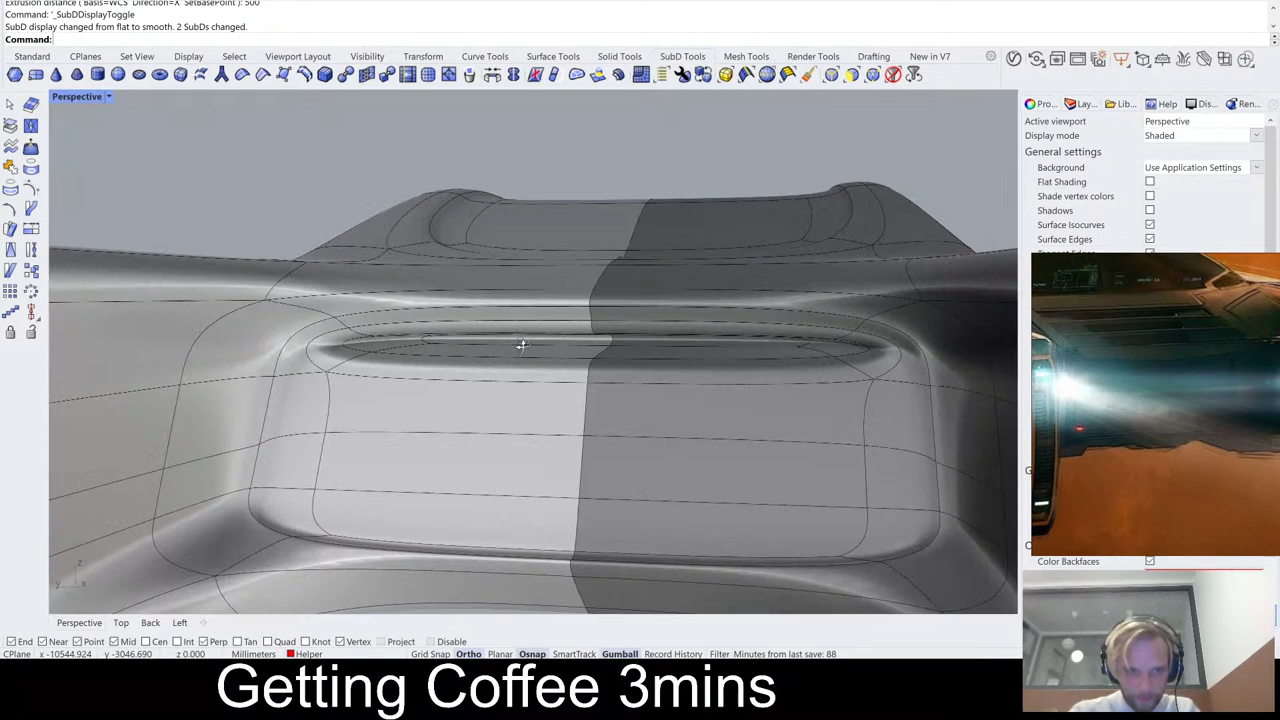 Extrusion distance ( Basis=WCS Direction=X SetBasePoint ): 500
Command: '_SubDDisplayToggle
SubD display changed from flat to smooth. 2 SubDs changed.
Command:
Standard CPlanes Set View Display Select Viewport Layout Visibility Transform Curve Tools Surface Tools Solid Tools SubD Tools Mesh Tools Render Tools Drafting New in V7
Perspective
Pro... Lay... Lib... Help Dis... Ren...
Active viewport Perspective
Display mode Shaded
General settings
Background Use Application Settings
Flat Shading
Shade vertex colors
Shadows
Surface Isocurves
Surface Edges
Color Backfaces
z
y x
Perspective Top Back Left
End Near Point Mid Cen Int Perp Tan Quad Knot Vertex Project Disable
CPlane x -10544.924 y -3046.690 z 0.000 Millimeters Helper Grid Snap Ortho Planar Osnap SmartTrack Gumball Record History Filter Minutes from last save: 88
Getting Coffee 3mins